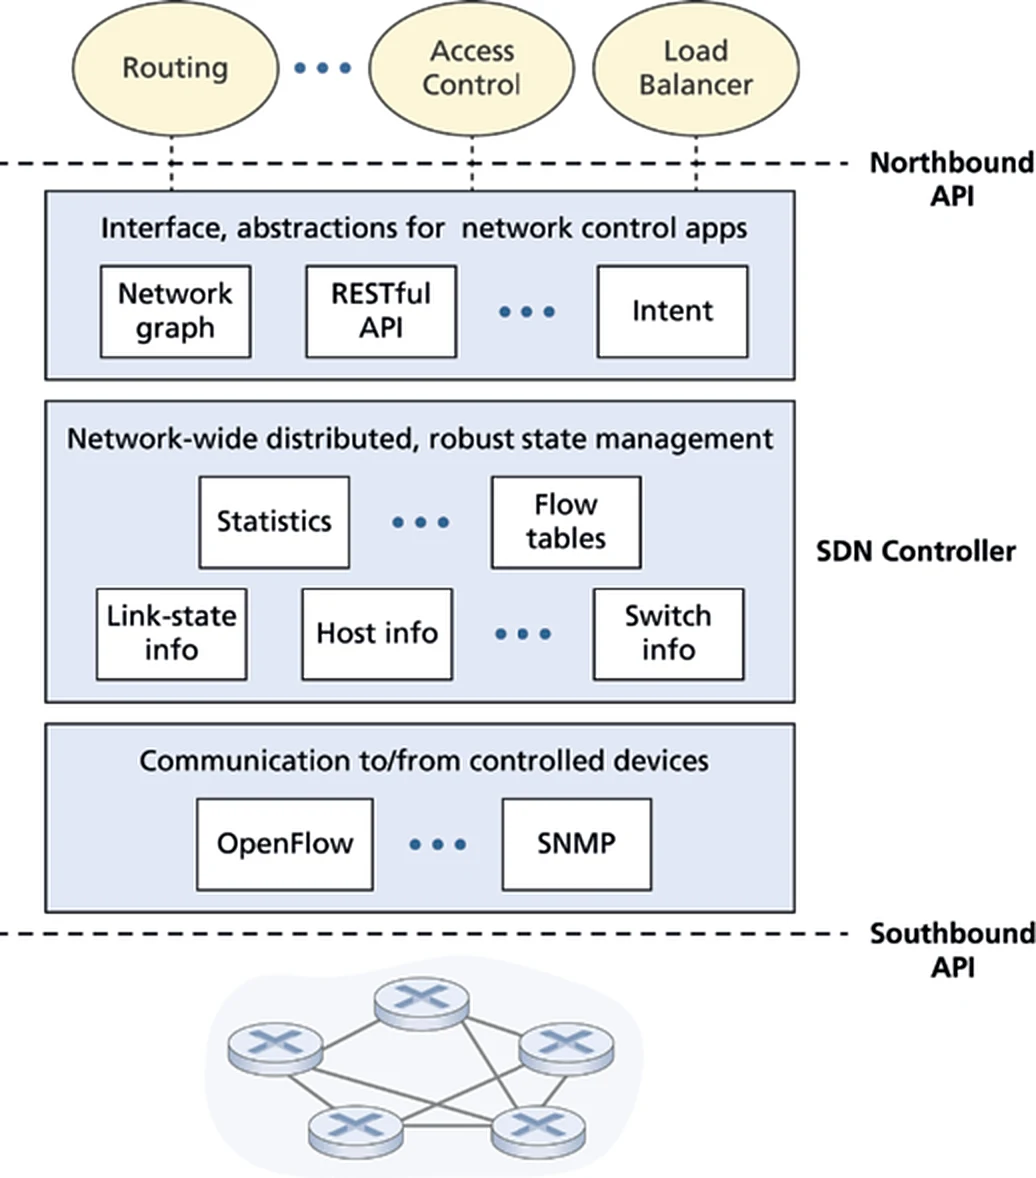 Routing
Access
Control
Load
Balancer
Northbound
API
Interface, abstractions for network control apps
Network
graph
RESTful
API
Intent
Network-wide distributed, robust state management
Statistics
Flow
tables
SDN Controller
Link-state
info
Host info
Switch
info
Communication to/from controlled devices
OpenFlow
SNMP
Southbound
API